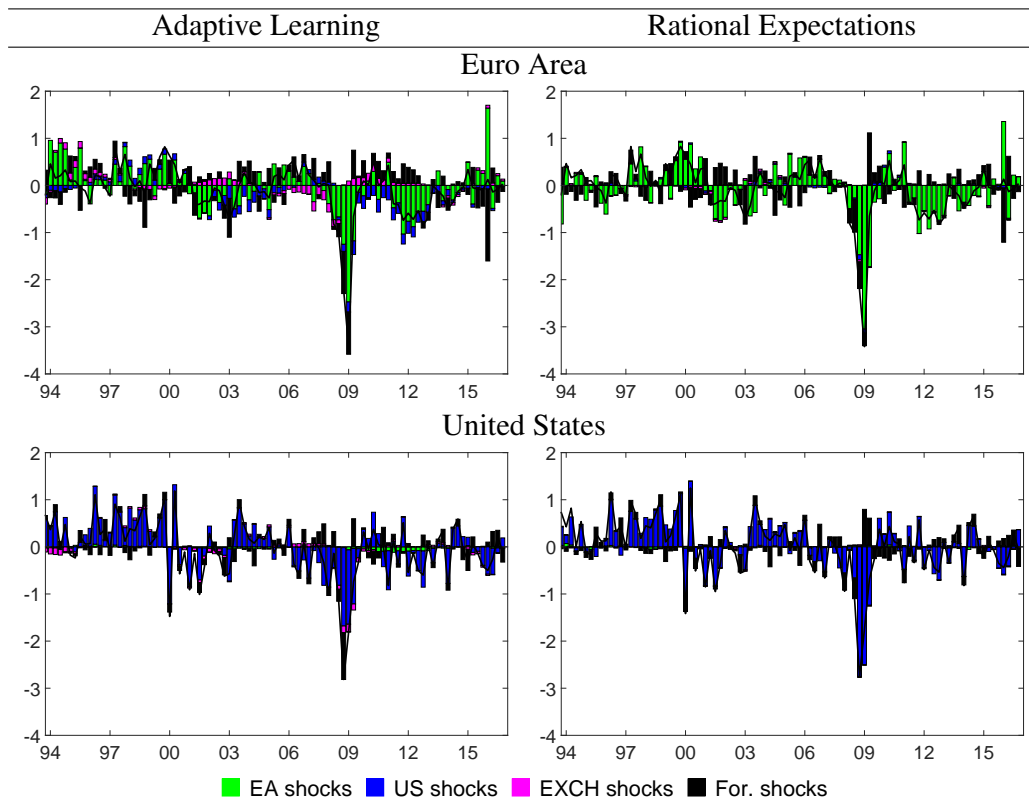 Adaptive Learning Rational Expectations
Euro Area
2 2
1 1
0 0
-1 -1
-2 -2
-3 -3
-4 -4
94 97 00 03 06 09 12 15 94 97 00 03 06 09 12 15
United States
2 2
1 1
0 0
-1 -1
-2 -2
-3 -3
-4 -4
94 97 00 03 06 09 12 15 94 97 00 03 06 09 12 15
EA shocks US shocks EXCH shocks For. shocks